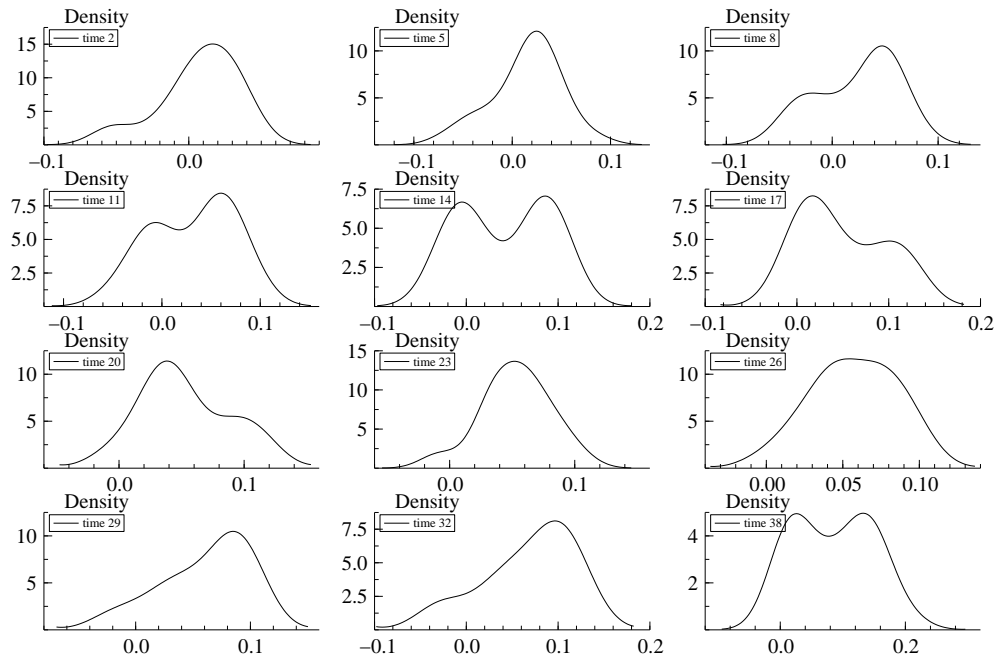 Density Density Density
time 2 time 5 time 8
15 10 10
10 5 5
5
−0.1 0.0 −0.1 0.0 0.1 −0.1 0.0 0.1
Density Density Density
time 11 time 14 time 17
7.5 7.5 7.5
5.0 5.0 5.0
2.5 2.5 2.5
−0.1 0.0 0.1 −0.1 0.0 0.1 0.2 −0.1 0.0 0.1 0.2
Density Density Density
time 20 time 23 time 26
10 15 10
5 10 5
5
0.0 0.1 0.0 0.1 0.00 0.05 0.10
Density Density Density
time 29 time 32 time 38
10 7.5 4
5 5.0 2
2.5
0.0 0.1 −0.1 0.0 0.1 0.2 0.0 0.2